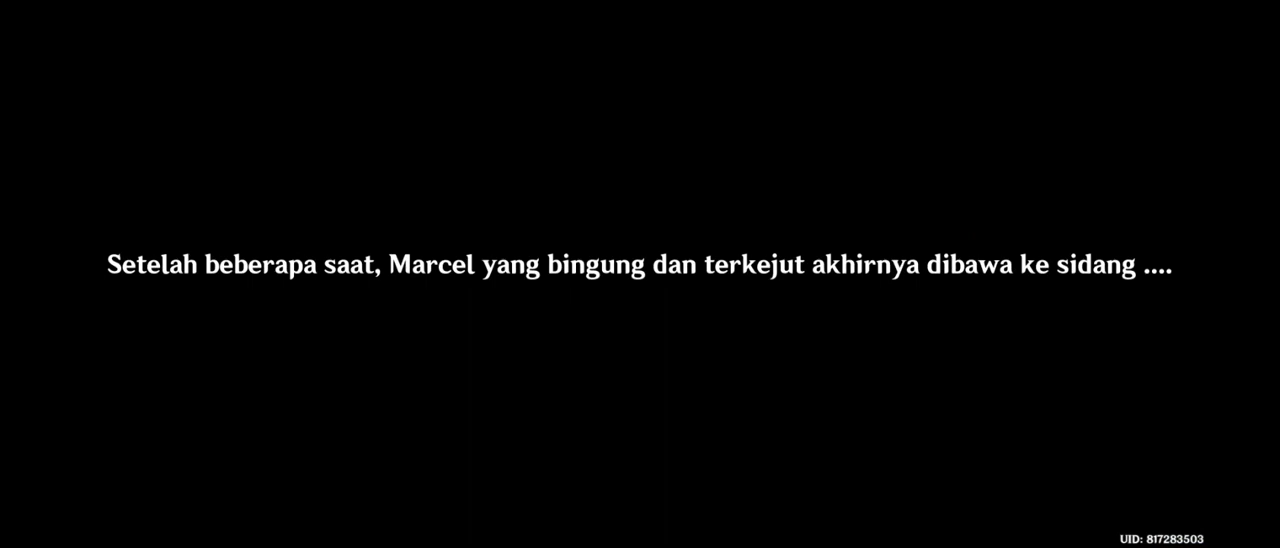 Setelah beberapa saat, Marcel yang bingung dan terkejut akhirnya dibawa ke sidang ....
UID: 817283503